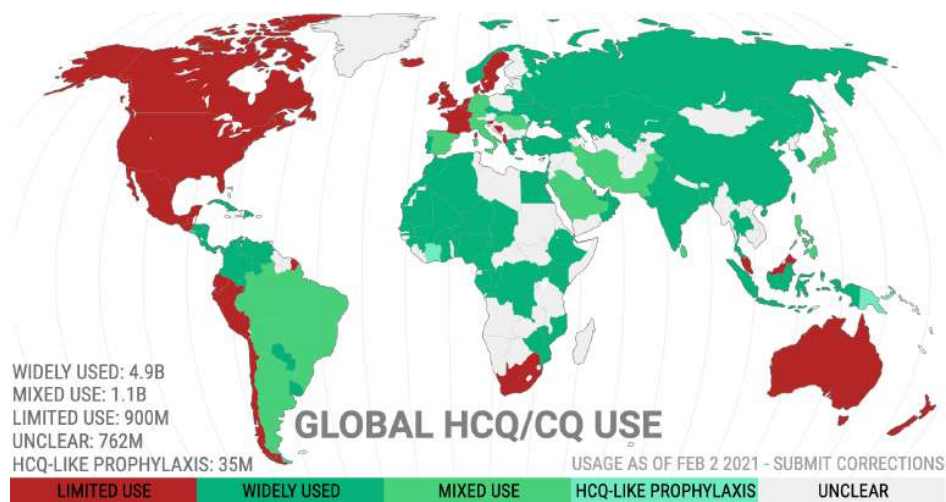 WIDELY USED: 4.9B
MIXED USE: 1.1B
LIMITED USE: 900M
UNCLEAR: 762M
HCQ-LIKE PROPHYLAXIS: 35M
GLOBAL HCQ/CQ USE
USAGE AS OF FEB 2 2021 - SUBMIT CORRECTIONS
LIMITED USE WIDELY USED MIXED USE HCQ-LIKE PROPHYLAXIS UNCLEAR